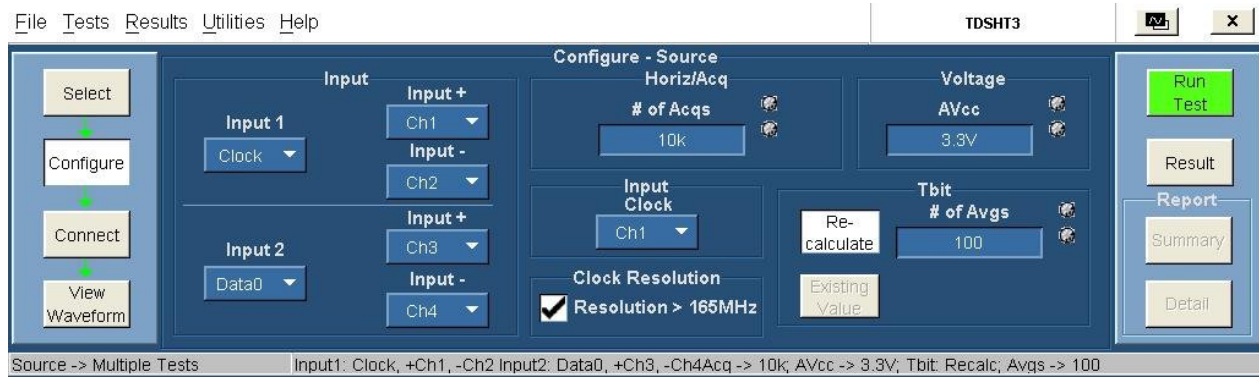 File Tests Results Utilities Help
TDSHT3
x
Configure - Source
Select
Configure
Connect
View
Waveform
Input
Input 1
Clock
Input +
Ch1
Input -
Ch2
Input 2
Data0
Input +
Ch3
Input -
Ch4
Horiz/Acq
# of Acqs
10k
Input
Clock
Ch1
Clock Resolution
Resolution > 165MHz
Voltage
AVcc
3.3V
Tbit
Re-
calculate
Existing
Value
# of Avgs
100
Run
Test
Result
Report
Summary
Detail
Source -> Multiple Tests
Input1: Clock, +Ch1, -Ch2 Input2: Data0, +Ch3, -Ch4Acq -> 10k; AVcc -> 3.3V; Tbit: Recalc; Avgs -> 100